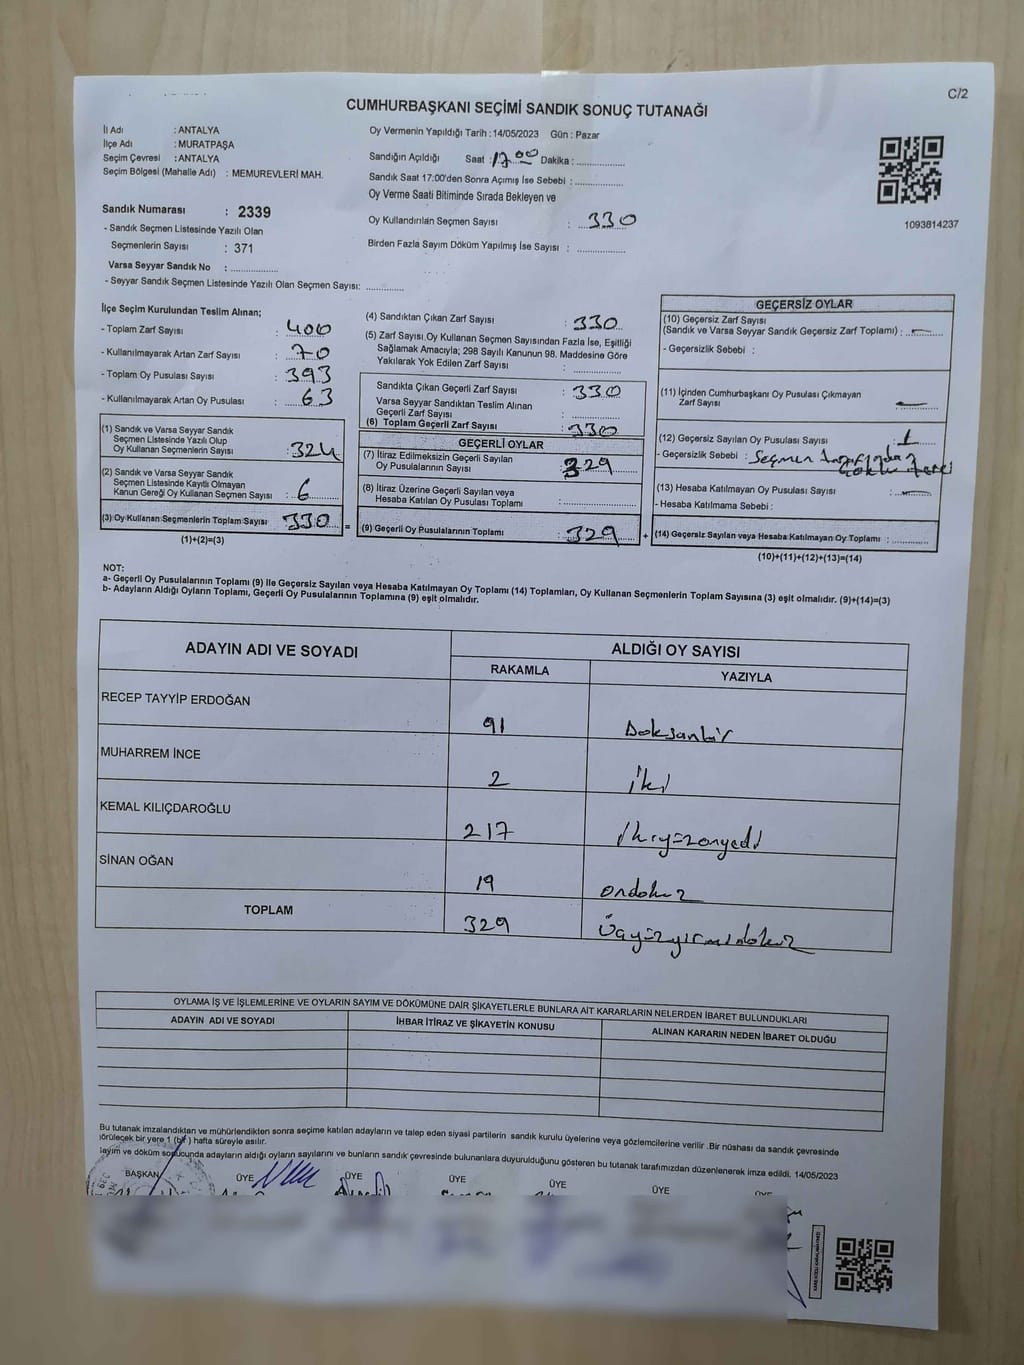 C/2
CUMHURBAŞKANI SEÇİMİ SANDIK SONUÇ TUTANAĞI
İl Adı : ANTALYA
İlçe Adı : MURATPAŞA
Seçim Çevresi : ANTALYA
Seçim Bölgesi (Mahalle Adı) : MEMUREVLERİ MAH.
Sandık Numarası : 2339
- Sandık Seçmen Listesinde Yazılı Olan
Seçmenlerin Sayısı : 371
Varsa Seyyar Sandık No : ..............
- Seyyar Sandık Seçmen Listesinde Yazılı Olan Seçmen Sayısı: ............
Oy Vermenin Yapıldığı Tarih : 14/05/2023 Gün : Pazar
Sandığın Açıldığı Saat : 17.00 Dakika : ..............
Sandık Saat 17:00'den Sonra Açımış İse Sebebi : ..............
Oy Verme Saati Bitiminde Sırada Bekleyen ve
Oy Kullandırılan Seçmen Sayısı : 330
Birden Fazla Sayım Döküm Yapılmış İse Sayısı : ..............
1093814237
İlçe Seçim Kurulundan Teslim Alınan;
- Toplam Zarf Sayısı : 400
- Kullanılmayarak Artan Zarf Sayısı : 70
- Toplam Oy Pusulası Sayısı : 393
- Kullanılmayarak Artan Oy Pusulası : 63
(1) Sandık ve Varsa Seyyar Sandık
Seçmen Listesinde Yazılı Olup
Oy Kullanan Seçmenlerin Sayısı : 324
(2) Sandık ve Varsa Seyyar Sandık
Seçmen Listesinde Kayıtlı Olmayan
Kanun Gereği Oy Kullanan Seçmen Sayısı : 6
(3) Oy Kullanan Seçmenlerin Toplam Sayısı 330 =
(1)+(2)=(3)
(4) Sandıktan Çıkan Zarf Sayısı : 330
(5) Zarf Sayısı Oy Kullanan Seçmen Sayısından Fazla İse, Eşitliği
Sağlamak Amacıyla; 298 Sayılı Kanunun 98. Maddesine Göre
Yakılarak Yok Edilen Zarf Sayısı : ..............
Sandıkta Çıkan Geçerli Zarf Sayısı : 330
Varsa Seyyar Sandıktan Teslim Alınan
Geçerli Zarf Sayısı : ..............
(6) Toplam Geçerli Zarf Sayısı : 330
GEÇERLİ OYLAR
(7) İtiraz Edilmeksizin Geçerli Sayılan
Oy Pusulalarının Sayısı : 329
(8) İtiraz Üzerine Geçerli Sayılan veya
Hesaba Katılan Oy Pusulası Toplamı : ..............
(9) Geçerli Oy Pusulalarının Toplamı : 329 +
GEÇERSİZ OYLAR
(10) Geçersiz Zarf Sayısı
(Sandık ve Varsa Seyyar Sandık Geçersiz Zarf Toplamı) : —
- Geçersizlik Sebebi :
(11) İçinden Cumhurbaşkanı Oy Pusulası Çıkmayan
Zarf Sayısı —
(12) Geçersiz Sayılan Oy Pusulası Sayısı : 1
- Geçersizlik Sebebi : Seçmen
(13) Hesaba Katılmayan Oy Pusulası Sayısı : —
- Hesaba Katılmama Sebebi :
(14) Geçersiz Sayılan veya Hesaba Katılmayan Oy Toplamı : ............
(10)+(11)+(12)+(13)=(14)
NOT:
a- Geçerli Oy Pusulalarının Toplamı (9) ile Geçersiz Sayılan veya Hesaba Katılmayan Oy Toplamı (14) Toplamları, Oy Kullanan Seçmenlerin Toplam Sayısına (3) eşit olmalıdır. (9)+(14)=(3)
b- Adayların Aldığı Oyların Toplamı, Geçerli Oy Pusulalarının Toplamına (9) eşit olmalıdır.
ADAYIN ADI VE SOYADI ALDIĞI OY SAYISI
RAKAMLA YAZIYLA
RECEP TAYYİP ERDOĞAN 91 Doksanbir
MUHARREM İNCE 2 iki
KEMAL KILIÇDAROĞLU 217 ikiyüzonyedi
SİNAN OĞAN 19 ondokuz
TOPLAM 329 Üçyüzyirmidokuz
OYLAMA İŞ VE İŞLEMLERİNE VE OYLARIN SAYIM VE DÖKÜMÜNE DAİR ŞİKAYETLERLE BUNLARA AİT KARARLARIN NELERDEN İBARET BULUNDUKLARI
ADAYIN ADI VE SOYADI İHBAR İTİRAZ VE ŞİKAYETİN KONUSU ALINAN KARARIN NEDEN İBARET OLDUĞU
Bu tutanak imzalandıktan ve mühürlendikten sonra seçime katılan adayların ve talep eden siyasi partilerin sandık kurulu üyelerine veya gözlemcilerine verilir .Bir nüshası da sandık çevresinde
görülecek bir yere 1 (bir) hafta süreyle asılır.
Sayım ve döküm sonucunda adayların aldığı oyların sayılarını ve bunların sandık çevresinde bulunanlara duyurulduğunu gösteren bu tutanak tarafımızdan düzenlenerek imza edildi. 14/05/2023
BAŞKAN ÜYE ÜYE ÜYE ÜYE ÜYE ÜYE